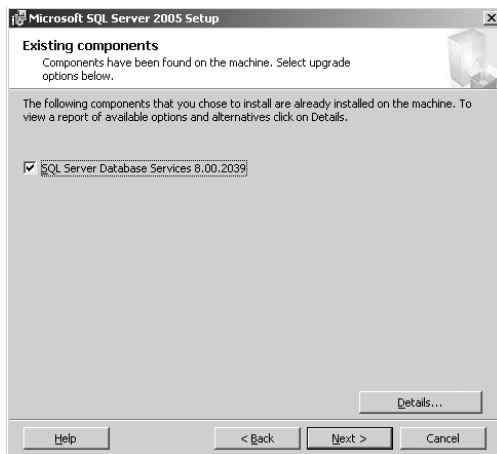 Microsoft SQL Server 2005 Setup
Existing components
Components have been found on the machine. Select upgrade
options below.
The following components that you chose to install are already installed on the machine. To
view a report of available options and alternatives click on Details.
SQL Server Database Services 8.00.2039
Details...
Help
< Back
Next >
Cancel